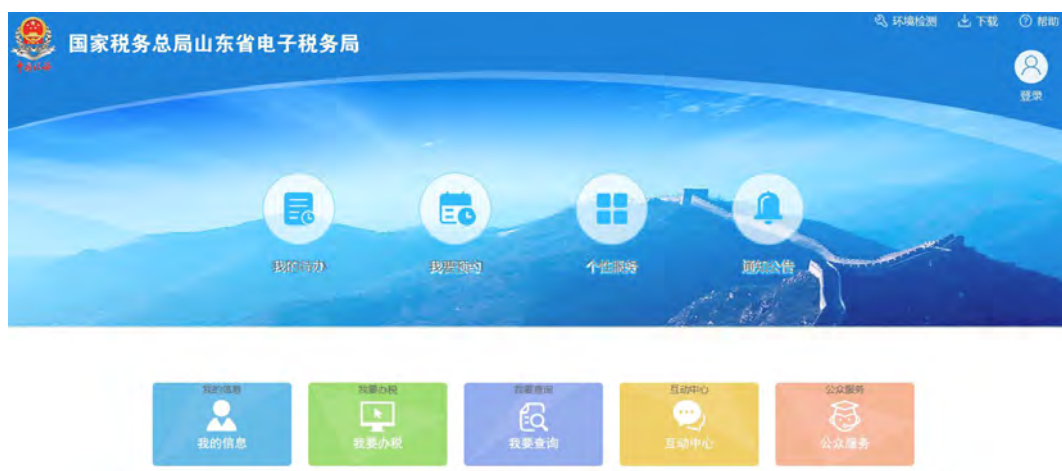 环境检测 下载 帮助
国家税务总局山东省电子税务局
登录
我的待办 我要预约 个性服务 通知公告
我的信息 我要办税 我要查询 互动中心 公众服务
我的信息 我要办税 我要查询 互动中心 公众服务